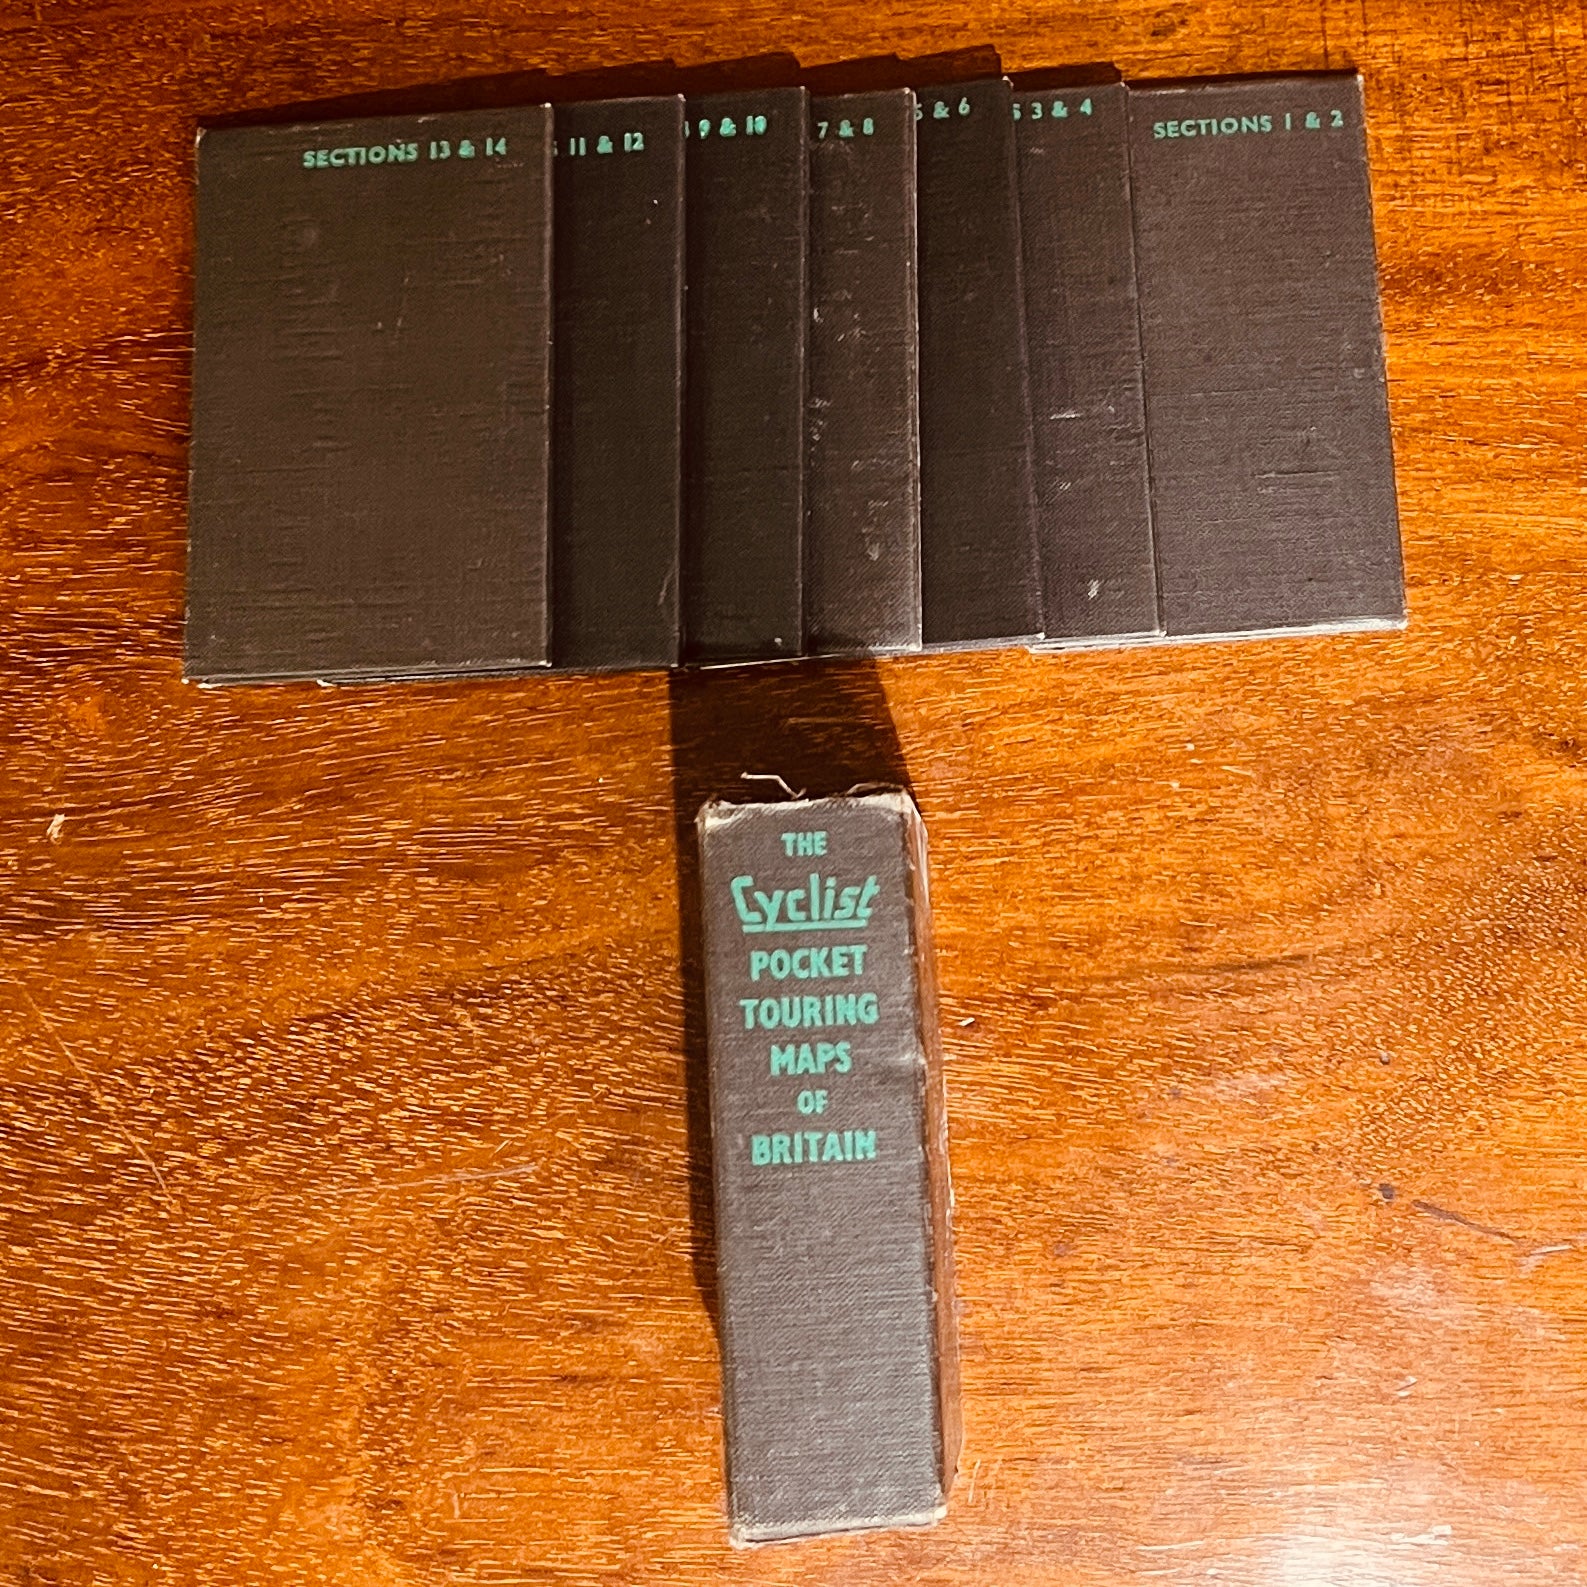 SECTIONS 13 & 14
S 11 & 12
9 & 10
7 & 8
5 & 6
S 3 & 4
SECTIONS 1 & 2
THE
Cyclist
POCKET
TOURING
MAPS
OF
BRITAIN